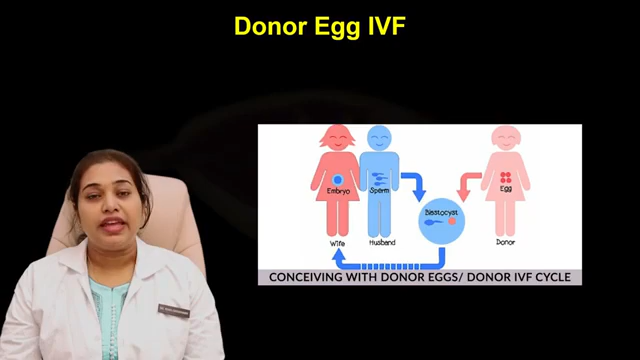 Donor Egg IVF
Embryo
Sperm
Egg
Blastocyst
Wife
Husband
Donor
CONCEIVING WITH DONOR EGGS/ DONOR IVF CYCLE